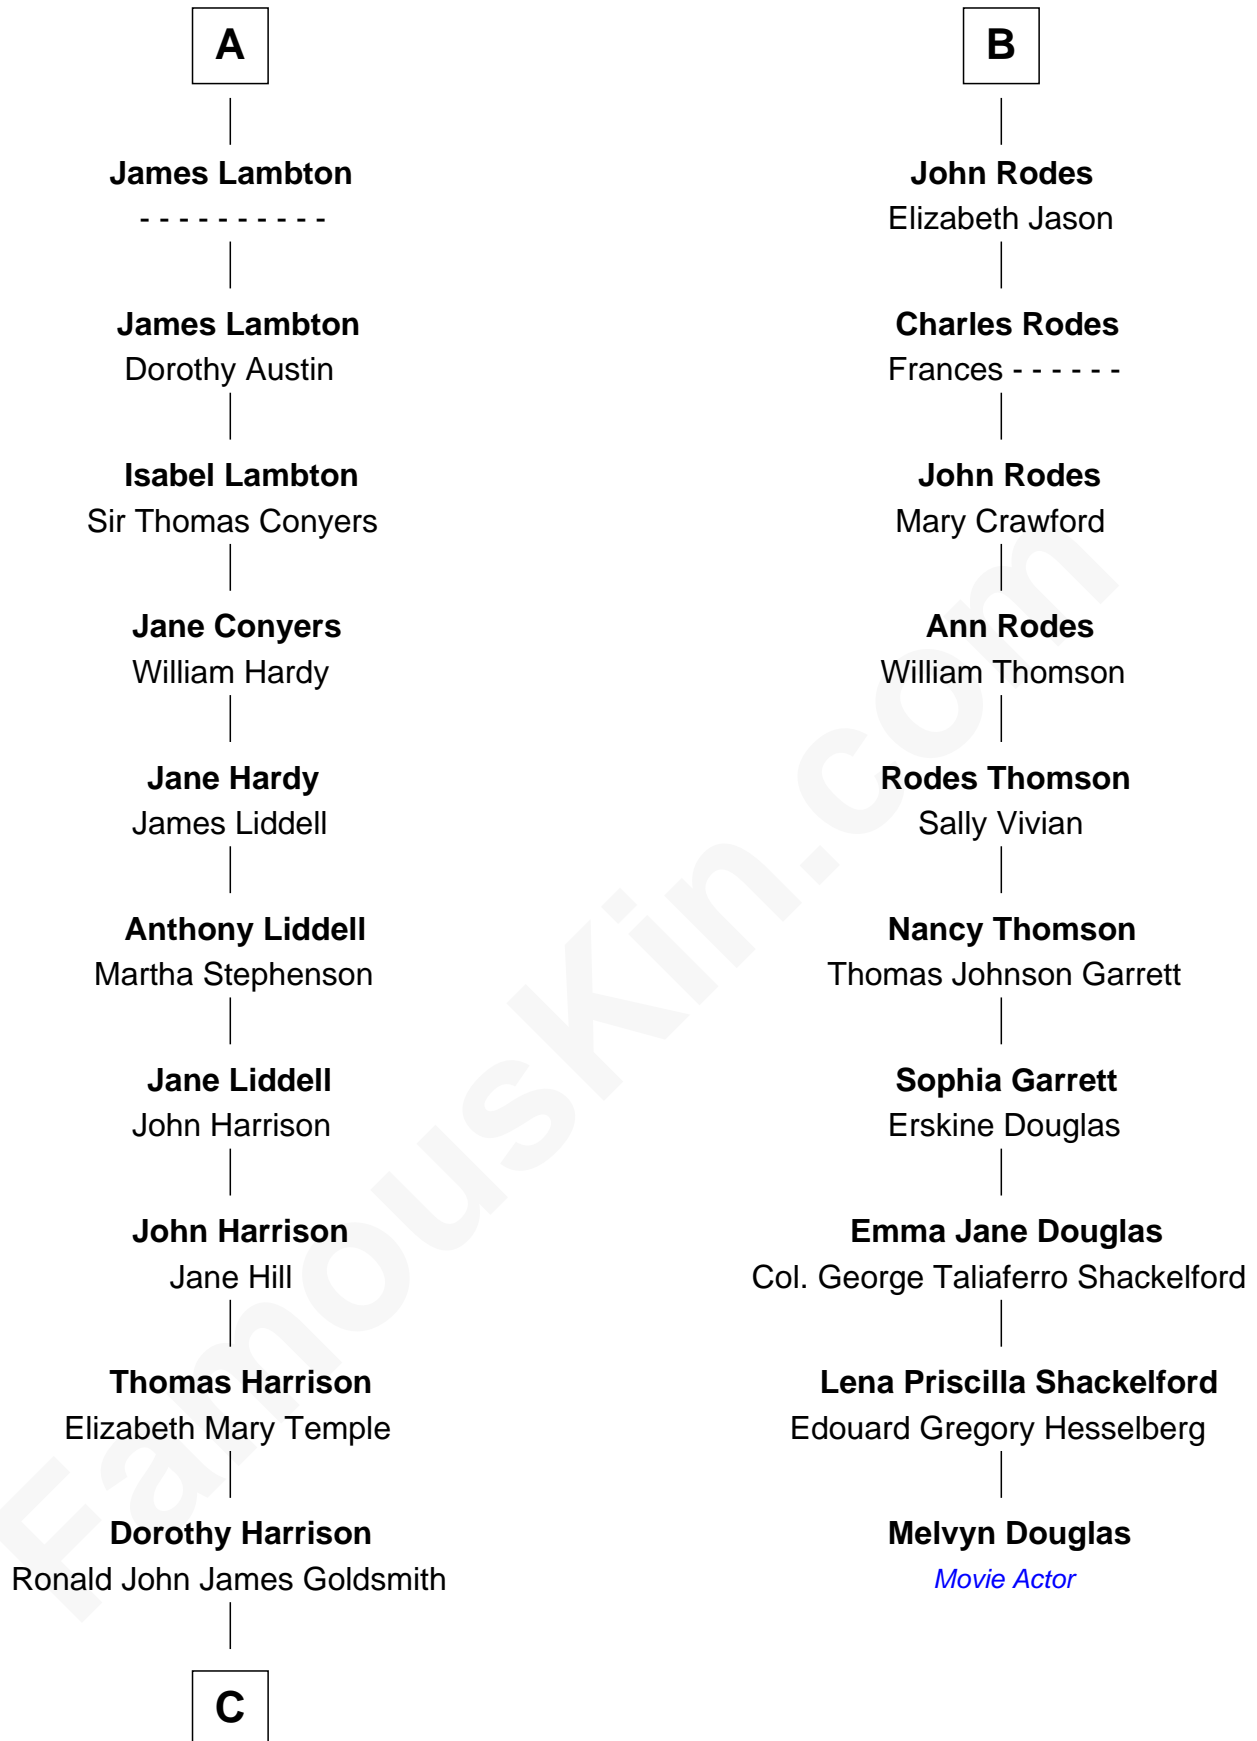 A
James Lambton
- - - - - - - - - -
James Lambton
Dorothy Austin
Isabel Lambton
Sir Thomas Conyers
Jane Conyers
William Hardy
Jane Hardy
James Liddell
Anthony Liddell
Martha Stephenson
Jane Liddell
John Harrison
John Harrison
Jane Hill
Thomas Harrison
Elizabeth Mary Temple
Dorothy Harrison
Ronald John James Goldsmith
C
B
John Rodes
Elizabeth Jason
Charles Rodes
Frances - - - - - -
John Rodes
Mary Crawford
Ann Rodes
William Thomson
Rodes Thomson
Sally Vivian
Nancy Thomson
Thomas Johnson Garrett
Sophia Garrett
Erskine Douglas
Emma Jane Douglas
Col. George Taliaferro Shackelford
Lena Priscilla Shackelford
Edouard Gregory Hesselberg
Melvyn Douglas
Movie Actor
FamousKin.com